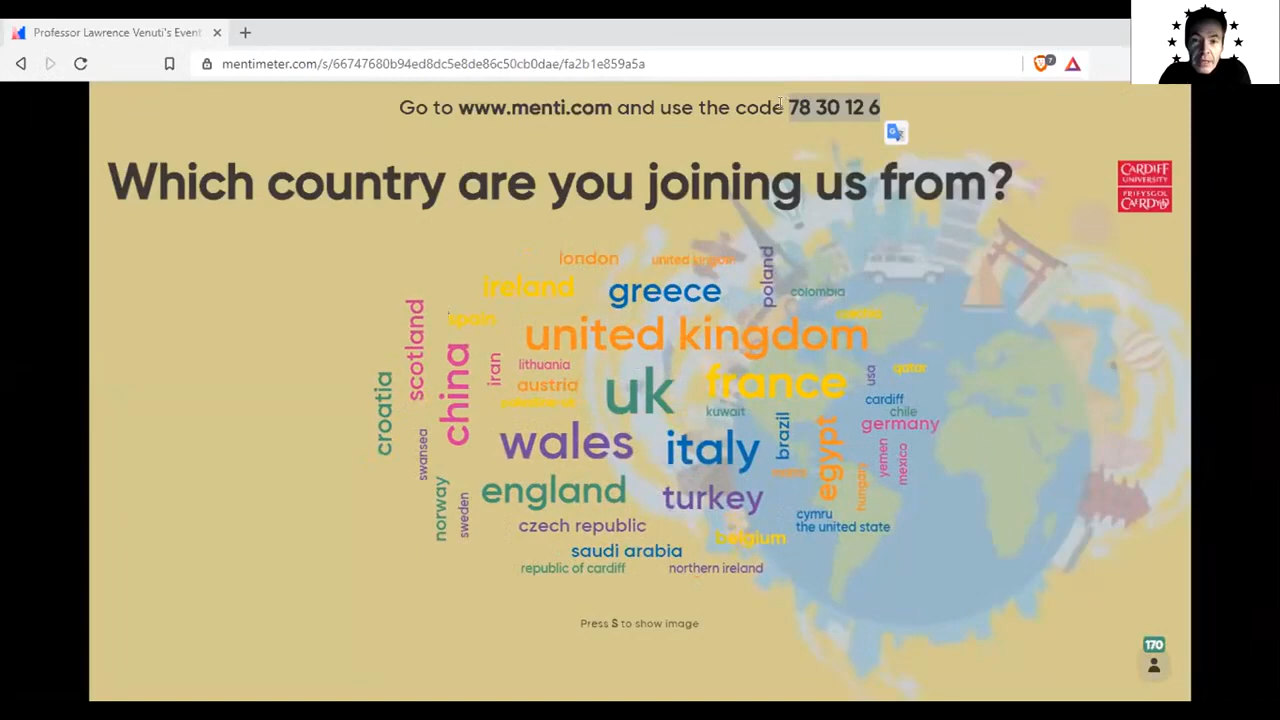 Professor Lawrence Venuti's Event
mentimeter.com/s/66747680b94ed8dc5e8de86c50cb0dae/fa2b1e859a5a
7
Go to www.menti.com and use the code 78 30 12 6
Which country are you joining us from?
CARDIFF
UNIVERSITY
PRIFYSGOL
CAERDYDD
london
united kingdom
poland
ireland
greece
colombia
scotland
spain
united kingdom
china
iran
lithuania
austria
uk
france
usa
qatar
croatia
kuwait
cardiff
chile
brazil
egypt
germany
swansea
wales
italy
yemen
mexico
hungary
norway
sweden
england
turkey
cymru
czech republic
the united state
belgium
saudi arabia
republic of cardiff
northern ireland
Press S to show image
170